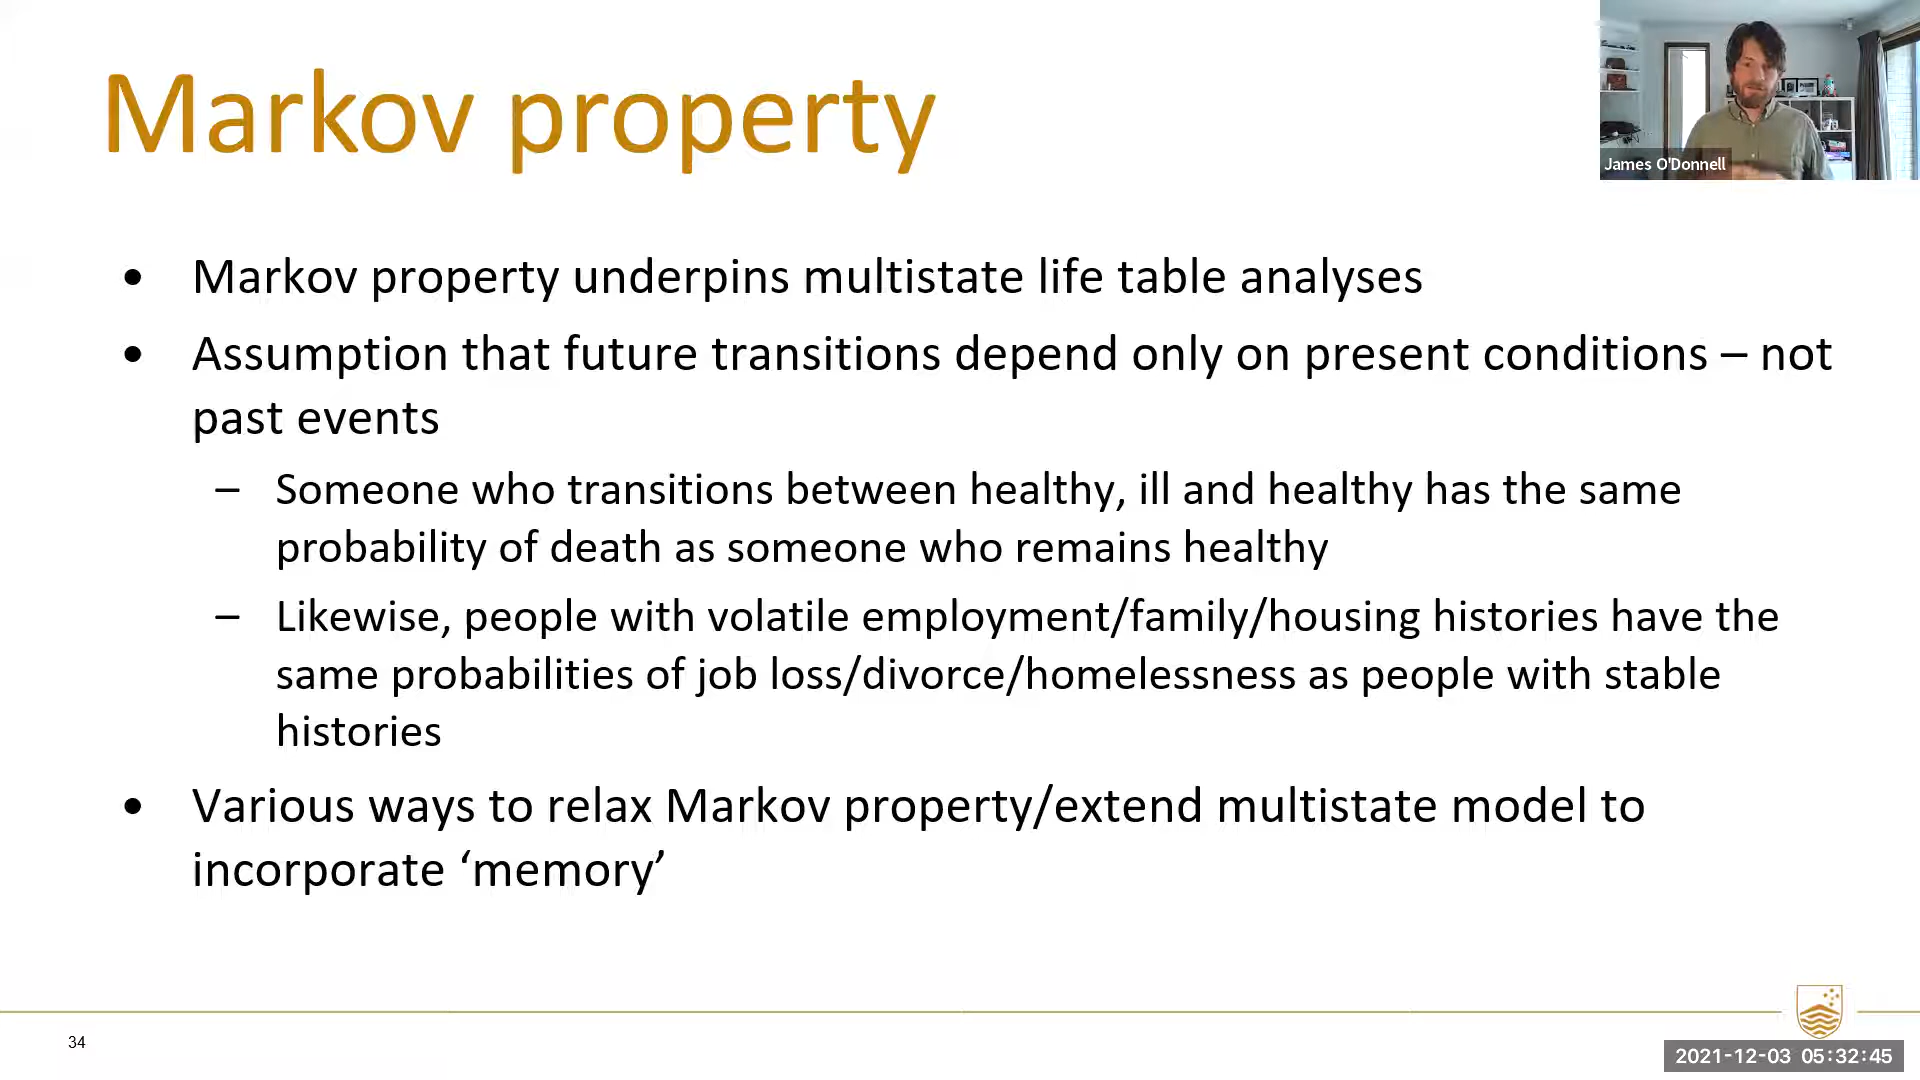 Markov property
James O'Donnell
• Markov property underpins multistate life table analyses
• Assumption that future transitions depend only on present conditions – not
past events
– Someone who transitions between healthy, ill and healthy has the same
probability of death as someone who remains healthy
– Likewise, people with volatile employment/family/housing histories have the
same probabilities of job loss/divorce/homelessness as people with stable
histories
• Various ways to relax Markov property/extend multistate model to
incorporate ‘memory’
34
2021-12-03 05:32:45